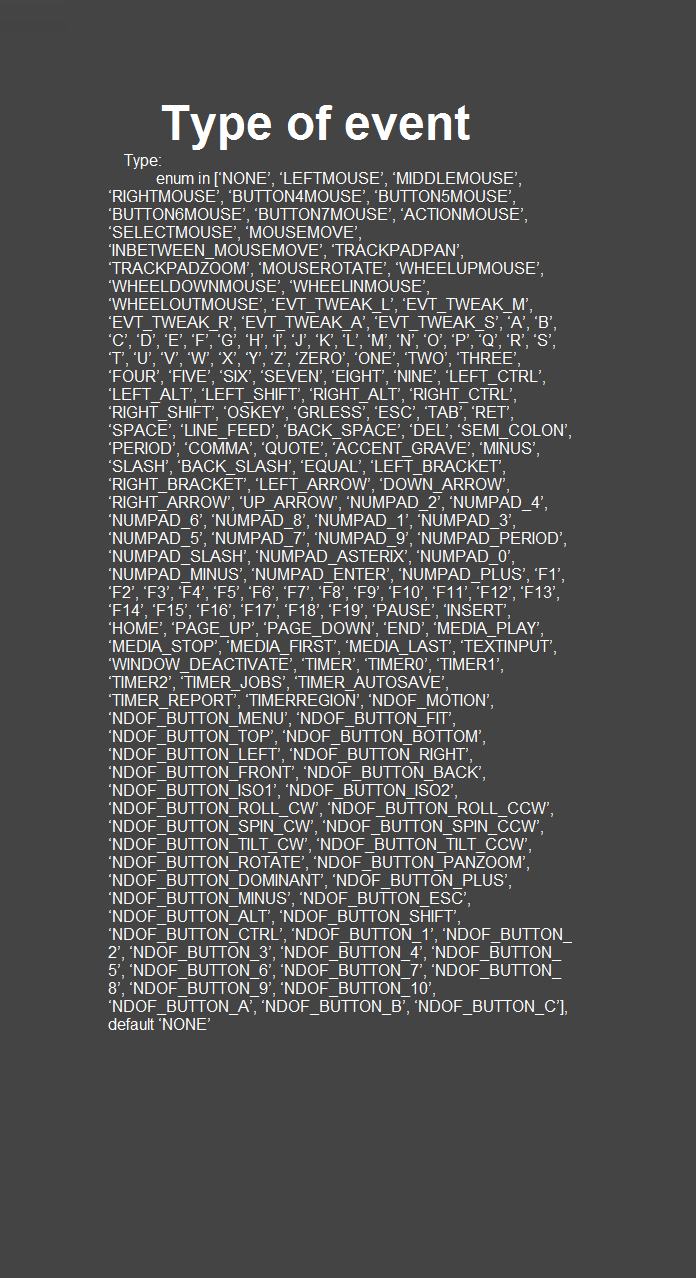 Type of event
Type:
enum in [‘NONE’, ‘LEFTMOUSE’, ‘MIDDLEMOUSE’,
‘RIGHTMOUSE’, ‘BUTTON4MOUSE’, ‘BUTTON5MOUSE’,
‘BUTTON6MOUSE’, ‘BUTTON7MOUSE’, ‘ACTIONMOUSE’,
‘SELECTMOUSE’, ‘MOUSEMOVE’,
‘INBETWEEN_MOUSEMOVE’, ‘TRACKPADPAN’,
‘TRACKPADZOOM’, ‘MOUSEROTATE’, ‘WHEELUPMOUSE’,
‘WHEELDOWNMOUSE’, ‘WHEELINMOUSE’,
‘WHEELOUTMOUSE’, ‘EVT_TWEAK_L’, ‘EVT_TWEAK_M’,
‘EVT_TWEAK_R’, ‘EVT_TWEAK_A’, ‘EVT_TWEAK_S’, ‘A’, ‘B’,
‘C’, ‘D’, ‘E’, ‘F’, ‘G’, ‘H’, ‘I’, ‘J’, ‘K’, ‘L’, ‘M’, ‘N’, ‘O’, ‘P’, ‘Q’, ‘R’, ‘S’,
‘T’, ‘U’, ‘V’, ‘W’, ‘X’, ‘Y’, ‘Z’, ‘ZERO’, ‘ONE’, ‘TWO’, ‘THREE’,
‘FOUR’, ‘FIVE’, ‘SIX’, ‘SEVEN’, ‘EIGHT’, ‘NINE’, ‘LEFT_CTRL’,
‘LEFT_ALT’, ‘LEFT_SHIFT’, ‘RIGHT_ALT’, ‘RIGHT_CTRL’,
‘RIGHT_SHIFT’, ‘OSKEY’, ‘GRLESS’, ‘ESC’, ‘TAB’, ‘RET’,
‘SPACE’, ‘LINE_FEED’, ‘BACK_SPACE’, ‘DEL’, ‘SEMI_COLON’,
‘PERIOD’, ‘COMMA’, ‘QUOTE’, ‘ACCENT_GRAVE’, ‘MINUS’,
‘SLASH’, ‘BACK_SLASH’, ‘EQUAL’, ‘LEFT_BRACKET’,
‘RIGHT_BRACKET’, ‘LEFT_ARROW’, ‘DOWN_ARROW’,
‘RIGHT_ARROW’, ‘UP_ARROW’, ‘NUMPAD_2’, ‘NUMPAD_4’,
‘NUMPAD_6’, ‘NUMPAD_8’, ‘NUMPAD_1’, ‘NUMPAD_3’,
‘NUMPAD_5’, ‘NUMPAD_7’, ‘NUMPAD_9’, ‘NUMPAD_PERIOD’,
‘NUMPAD_SLASH’, ‘NUMPAD_ASTERIX’, ‘NUMPAD_0’,
‘NUMPAD_MINUS’, ‘NUMPAD_ENTER’, ‘NUMPAD_PLUS’, ‘F1’,
‘F2’, ‘F3’, ‘F4’, ‘F5’, ‘F6’, ‘F7’, ‘F8’, ‘F9’, ‘F10’, ‘F11’, ‘F12’, ‘F13’,
‘F14’, ‘F15’, ‘F16’, ‘F17’, ‘F18’, ‘F19’, ‘PAUSE’, ‘INSERT’,
‘HOME’, ‘PAGE_UP’, ‘PAGE_DOWN’, ‘END’, ‘MEDIA_PLAY’,
‘MEDIA_STOP’, ‘MEDIA_FIRST’, ‘MEDIA_LAST’, ‘TEXTINPUT’,
‘WINDOW_DEACTIVATE’, ‘TIMER’, ‘TIMER0’, ‘TIMER1’,
‘TIMER2’, ‘TIMER_JOBS’, ‘TIMER_AUTOSAVE’,
‘TIMER_REPORT’, ‘TIMERREGION’, ‘NDOF_MOTION’,
‘NDOF_BUTTON_MENU’, ‘NDOF_BUTTON_FIT’,
‘NDOF_BUTTON_TOP’, ‘NDOF_BUTTON_BOTTOM’,
‘NDOF_BUTTON_LEFT’, ‘NDOF_BUTTON_RIGHT’,
‘NDOF_BUTTON_FRONT’, ‘NDOF_BUTTON_BACK’,
‘NDOF_BUTTON_ISO1’, ‘NDOF_BUTTON_ISO2’,
‘NDOF_BUTTON_ROLL_CW’, ‘NDOF_BUTTON_ROLL_CCW’,
‘NDOF_BUTTON_SPIN_CW’, ‘NDOF_BUTTON_SPIN_CCW’,
‘NDOF_BUTTON_TILT_CW’, ‘NDOF_BUTTON_TILT_CCW’,
‘NDOF_BUTTON_ROTATE’, ‘NDOF_BUTTON_PANZOOM’,
‘NDOF_BUTTON_DOMINANT’, ‘NDOF_BUTTON_PLUS’,
‘NDOF_BUTTON_MINUS’, ‘NDOF_BUTTON_ESC’,
‘NDOF_BUTTON_ALT’, ‘NDOF_BUTTON_SHIFT’,
‘NDOF_BUTTON_CTRL’, ‘NDOF_BUTTON_1’, ‘NDOF_BUTTON_
2’, ‘NDOF_BUTTON_3’, ‘NDOF_BUTTON_4’, ‘NDOF_BUTTON_
5’, ‘NDOF_BUTTON_6’, ‘NDOF_BUTTON_7’, ‘NDOF_BUTTON_
8’, ‘NDOF_BUTTON_9’, ‘NDOF_BUTTON_10’,
‘NDOF_BUTTON_A’, ‘NDOF_BUTTON_B’, ‘NDOF_BUTTON_C’],
default ‘NONE’